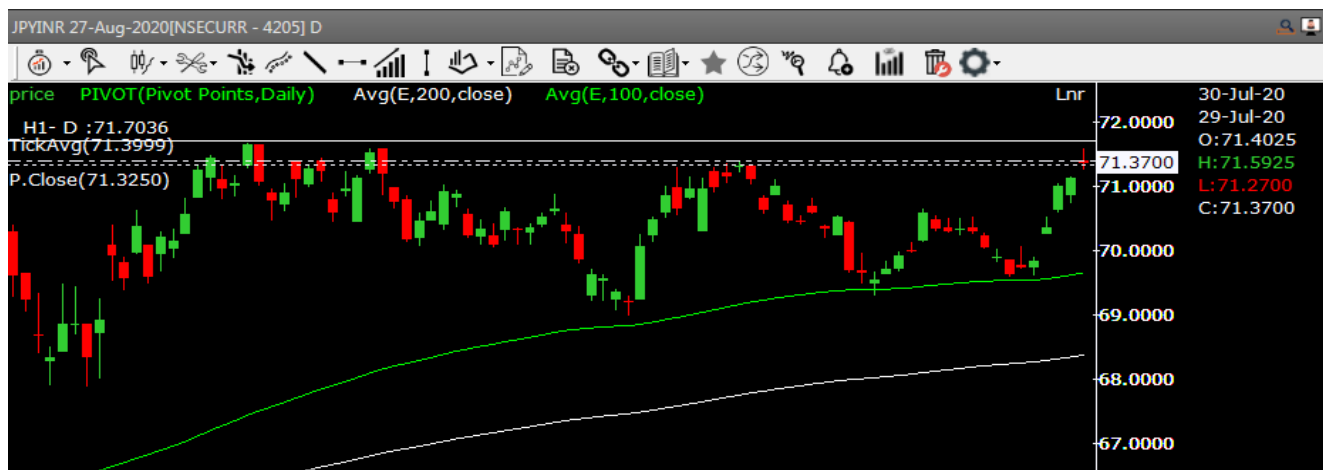 JPYINR 27-Aug-2020[NSECURR - 4205] D
price PIVOT(Pivot Points,Daily) Avg(E,200,close) Avg(E,100,close) Lnr
H1- D :71.7036
TickAvg(71.3999)
P.Close(71.3250)
72.0000
71.3700
71.0000
70.0000
69.0000
68.0000
67.0000
30-Jul-20
29-Jul-20
O:71.4025
H:71.5925
L:71.2700
C:71.3700